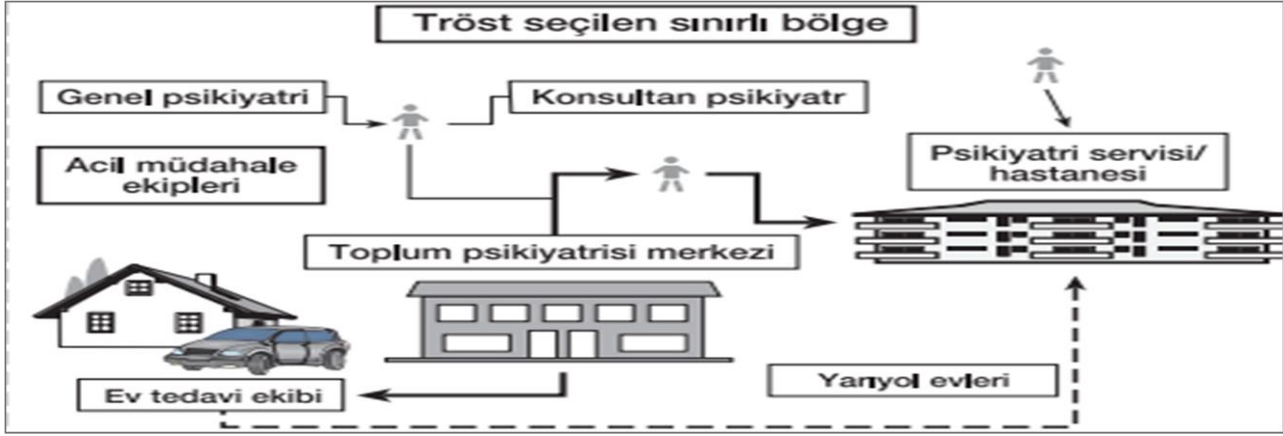 Tröst seçilen sınırlı bölge
Genel psikiyatri
Konsultan psikiyatr
Acil müdahale
ekipleri
Psikiyatri servisi/
hastanesi
Toplum psikiyatrisi merkezi
Ev tedavi ekibi
Yarıyol evleri